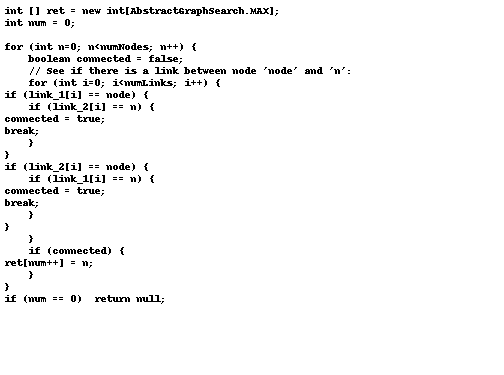 int [] ret = new int[AbstractGraphSearch.MAX];
int num = 0;
for (int n=0; n<numNodes; n++) {
boolean connected = false;
// See if there is a link between node 'node' and 'n':
for (int i=0; i<numLinks; i++) {
if (link_1[i] == node) {
if (link_2[i] == n) {
connected = true;
break;
}
}
if (link_2[i] == node) {
if (link_1[i] == n) {
connected = true;
break;
}
}
}
if (connected) {
ret[num++] = n;
}
}
if (num == 0)  return null;